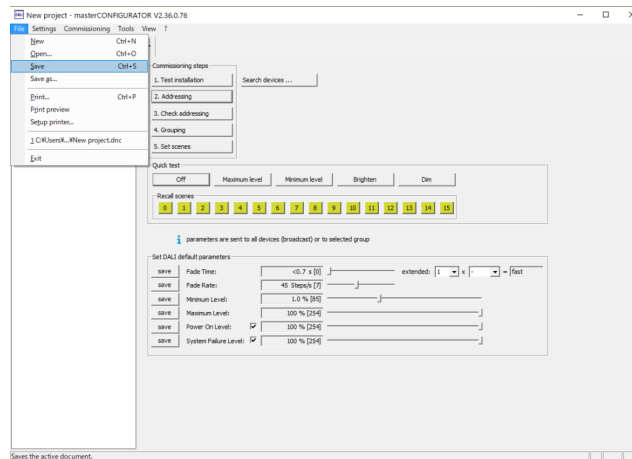 New project - masterCONFIGURATOR V2.36.0.76
File Settings Commissioning Tools View ?
New Ctrl+N
Open... Ctrl+O
Save Ctrl+S
Save as...
Print... Ctrl+P
Print preview
Setup printer...
1 C:¥Users¥...¥New project.dnc
Exit
Commissioning steps
1. Test installation Search devices ...
2. Addressing
3. Check addressing
4. Grouping
5. Set scenes
Quick test
Off Maximum level Minimum level Brighten Dim
Recall scenes
0 1 2 3 4 5 6 7 8 9 10 11 12 13 14 15
parameters are sent to all devices (broadcast) or to selected group
Set DALI default parameters
save Fade Time: <0.7 s [0] extended: 1 x - = fast
save Fade Rate: 45 Steps/s [7]
save Minimum Level: 1.0 % [85]
save Maximum Level: 100 % [254]
save Power On Level: 100 % [254]
save System Failure Level: 100 % [254]
Saves the active document.